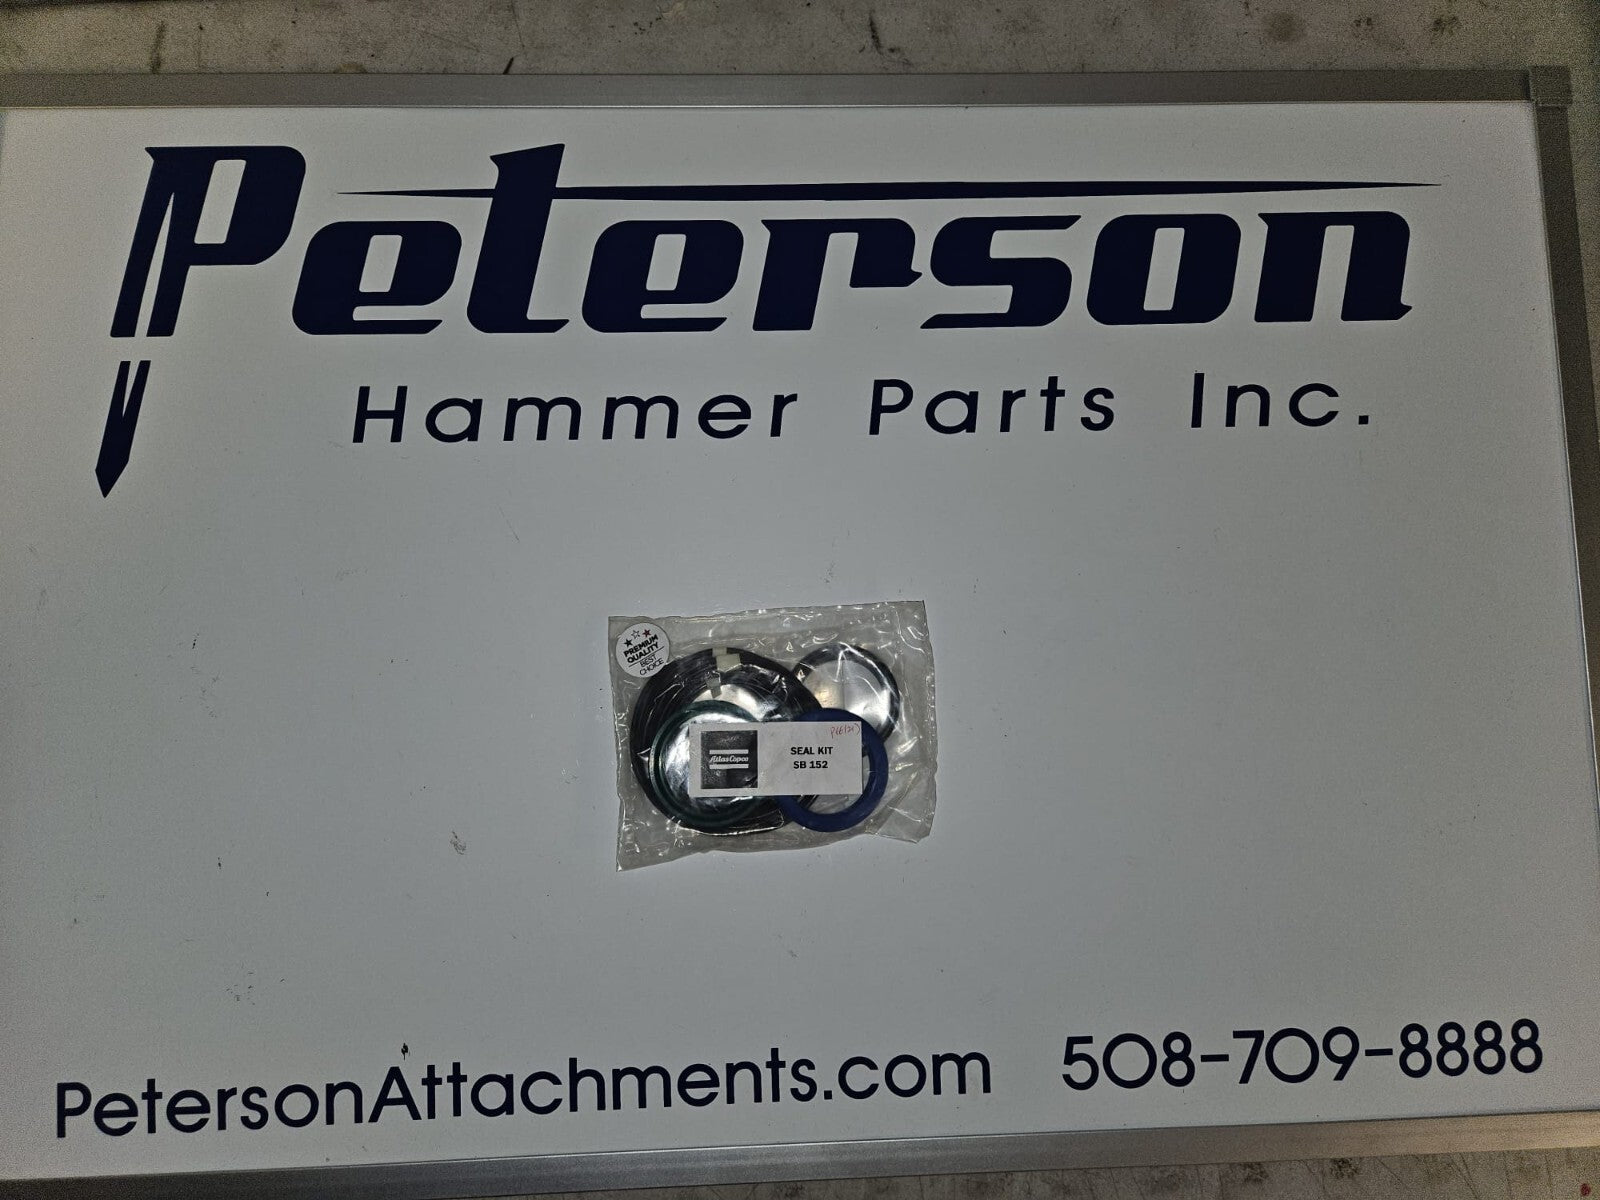 Peterson
Hammer Parts Inc.
PREMIUM
QUALITY
BEST
CHOICE
Atlas Copco
SEAL KIT
SB 152
PetersonAttachments.com 508-709-8888